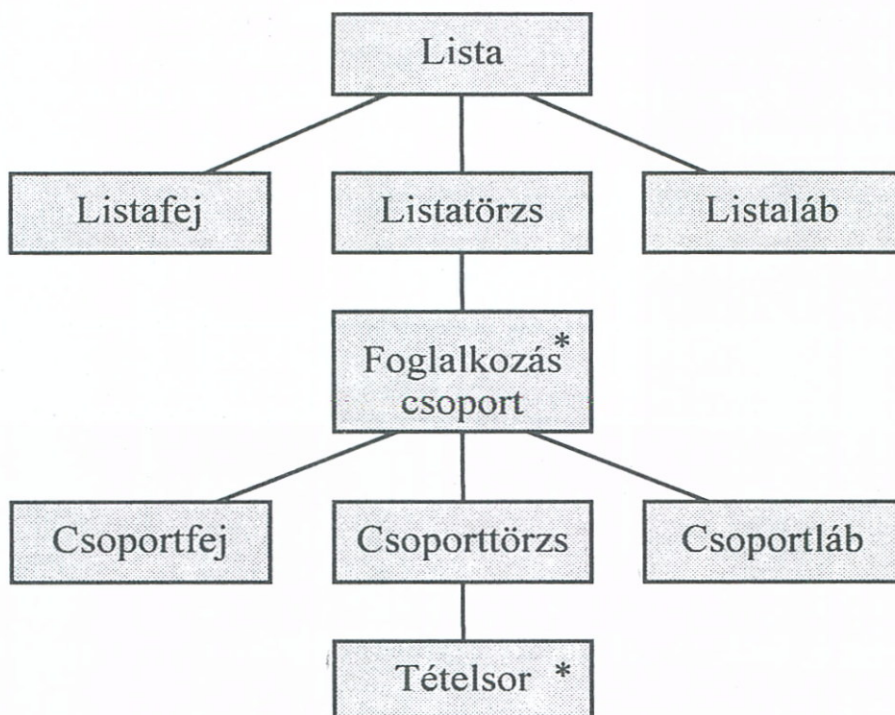 Lista
Listafej
Listatörzs
Listaláb
Foglalkozás*
csoport
Csoportfej
Csoporttörzs
Csoportláb
Tételsor *